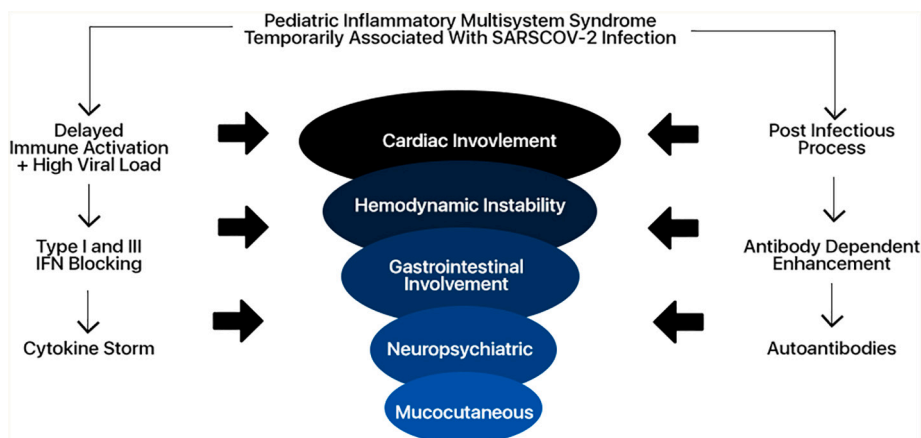 Pediatric Inflammatory Multisystem Syndrome
Temporarily Associated With SARSCOV-2 Infection
Delayed
Immune Activation
+ High Viral Load
Type I and III
IFN Blocking
Cytokine Storm
Cardiac Invovlement
Hemodynamic Instability
Gastrointestinal
Involvement
Neuropsychiatric
Mucocutaneous
Post Infectious
Process
Antibody Dependent
Enhancement
Autoantibodies